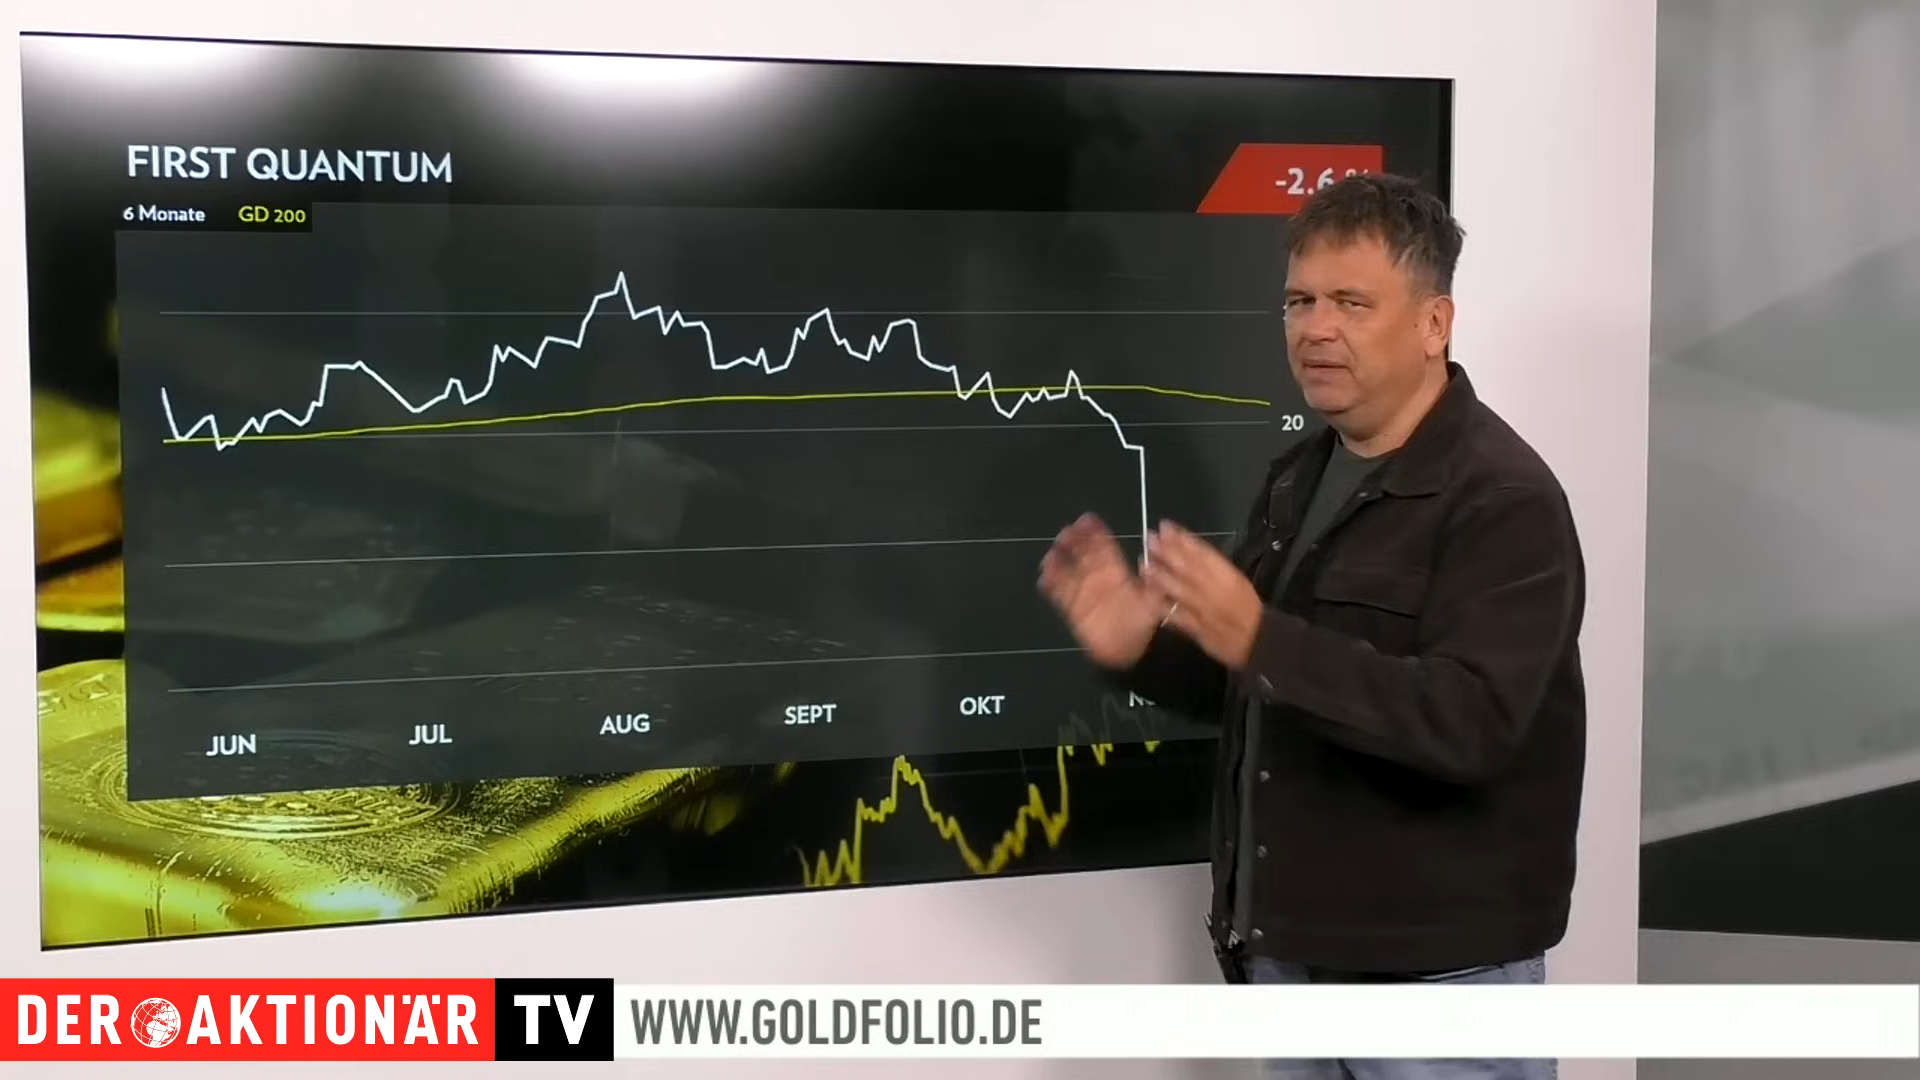 FIRST QUANTUM
6 Monate GD 200
20
JUN JUL AUG SEPT OKT
DER AKTIONÄR TV
WWW.GOLDFOLIO.DE